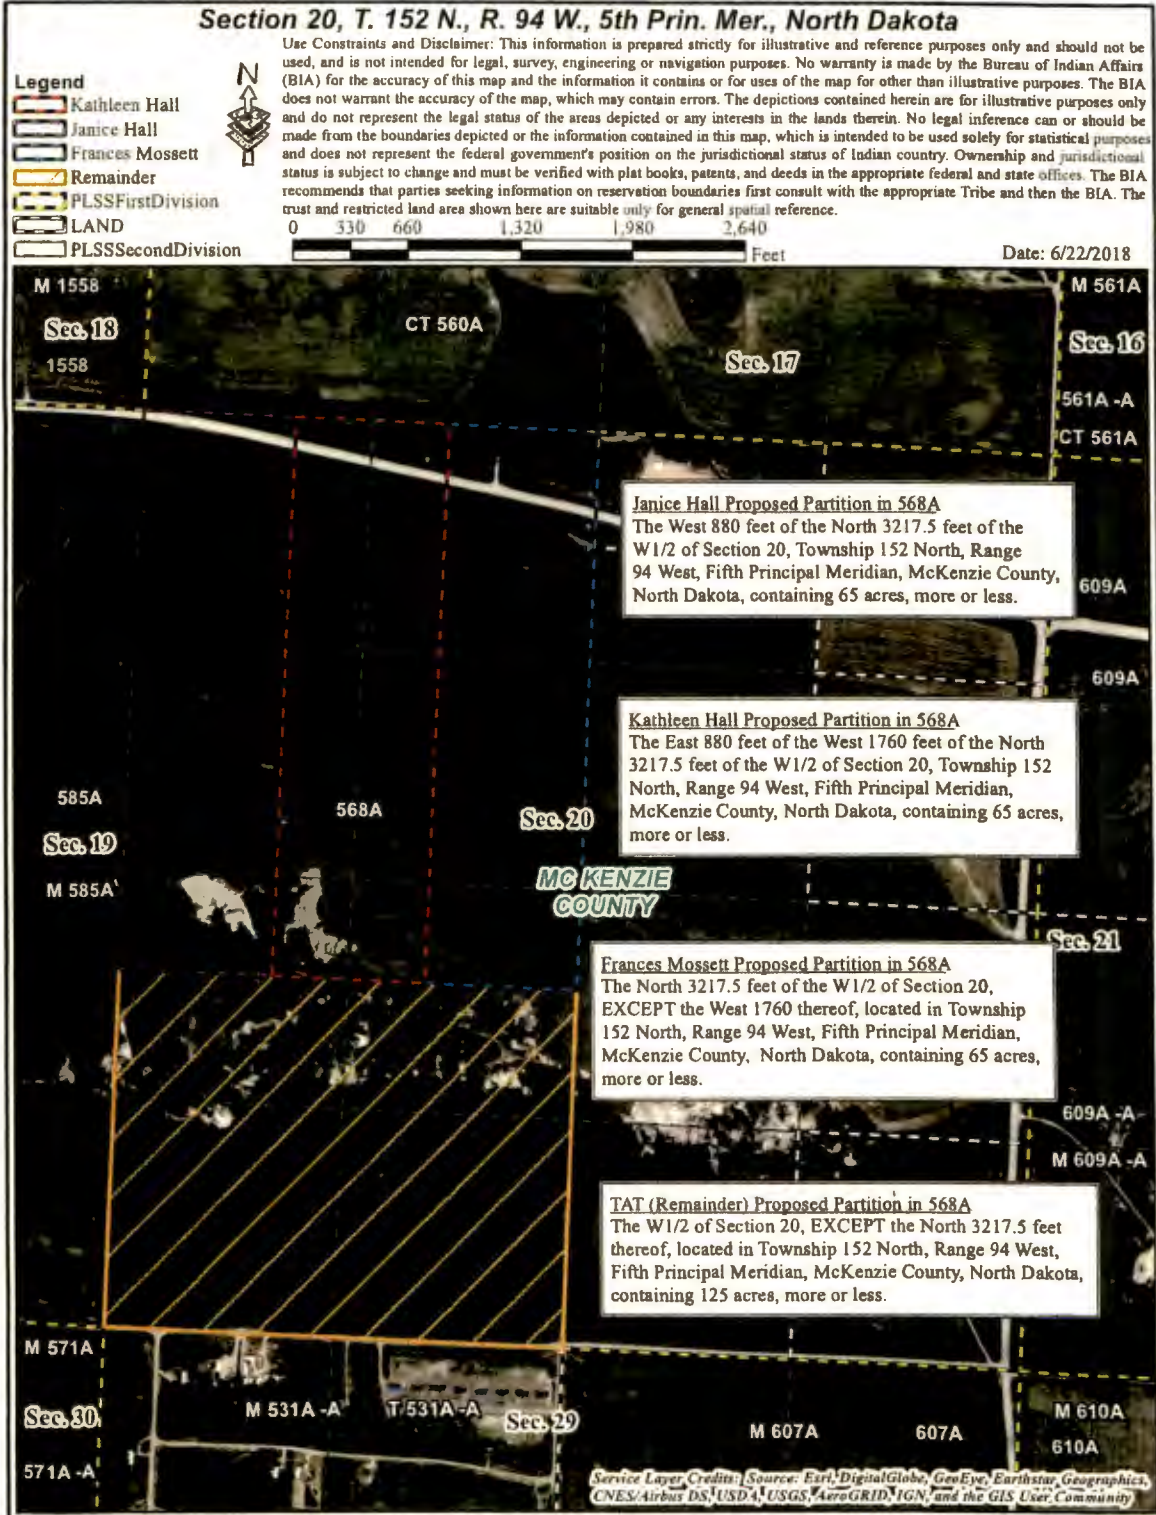 Section 20, T. 152 N., R. 94 W., 5th Prin. Mer., North Dakota
Use Constraints and Disclaimer: This information is prepared strictly for illustrative and reference purposes only and should not be
used, and is not intended for legal, survey, engineering or navigation purposes. No warranty is made by the Bureau of Indian Affairs
(BIA) for the accuracy of this map and the information it contains or for uses of the map for other than illustrative purposes. The BIA
does not warrant the accuracy of the map, which may contain errors. The depictions contained herein are for illustrative purposes only
and do not represent the legal status of the areas depicted or any interests in the lands therein. No legal inference can or should be
made from the boundaries depicted or the information contained in this map, which is intended to be used solely for statistical purposes
and does not represent the federal government's position on the jurisdictional status of Indian country. Ownership and jurisdictional
status is subject to change and must be verified with plat books, patents, and deeds in the appropriate federal and state offices. The BIA
recommends that parties seeking information on reservation boundaries first consult with the appropriate Tribe and then the BIA. The
trust and restricted land area shown here are suitable only for general spatial reference.
Legend
Kathleen Hall
Janice Hall
Frances Mossett
Remainder
PLSSFirstDivision
LAND
PLSSSecondDivision
N
0 330 660 1,320 1,980 2,640
Feet
Date: 6/22/2018
M 1558
Sec. 18
1558
CT 560A
Sec. 17
M 561A
Sec. 16
561A -A
CT 561A
Janice Hall Proposed Partition in 568A
The West 880 feet of the North 3217.5 feet of the
W1/2 of Section 20, Township 152 North, Range
94 West, Fifth Principal Meridian, McKenzie County,
North Dakota, containing 65 acres, more or less.
609A
609A
Kathleen Hall Proposed Partition in 568A
The East 880 feet of the West 1760 feet of the North
3217.5 feet of the W1/2 of Section 20, Township 152
North, Range 94 West, Fifth Principal Meridian,
McKenzie County, North Dakota, containing 65 acres,
more or less.
585A
Sec. 19
M 585A
568A
Sec. 20
MC KENZIE
COUNTY
Sec. 21
Frances Mossett Proposed Partition in 568A
The North 3217.5 feet of the W1/2 of Section 20,
EXCEPT the West 1760 thereof, located in Township
152 North, Range 94 West, Fifth Principal Meridian,
McKenzie County, North Dakota, containing 65 acres,
more or less.
609A -A
M 609A -A
TAT (Remainder) Proposed Partition in 568A
The W1/2 of Section 20, EXCEPT the North 3217.5 feet
thereof, located in Township 152 North, Range 94 West,
Fifth Principal Meridian, McKenzie County, North Dakota,
containing 125 acres, more or less.
M 571A
Sec. 30
571A -A
M 531A -A
T 531A -A
Sec. 29
M 607A
607A
M 610A
610A
Service Layer Credits: Source: Esri, DigitalGlobe, GeoEye, Earthstar Geographics,
CNES/Airbus DS, USDA, USGS, AeroGRID, IGN, and the GIS User Community